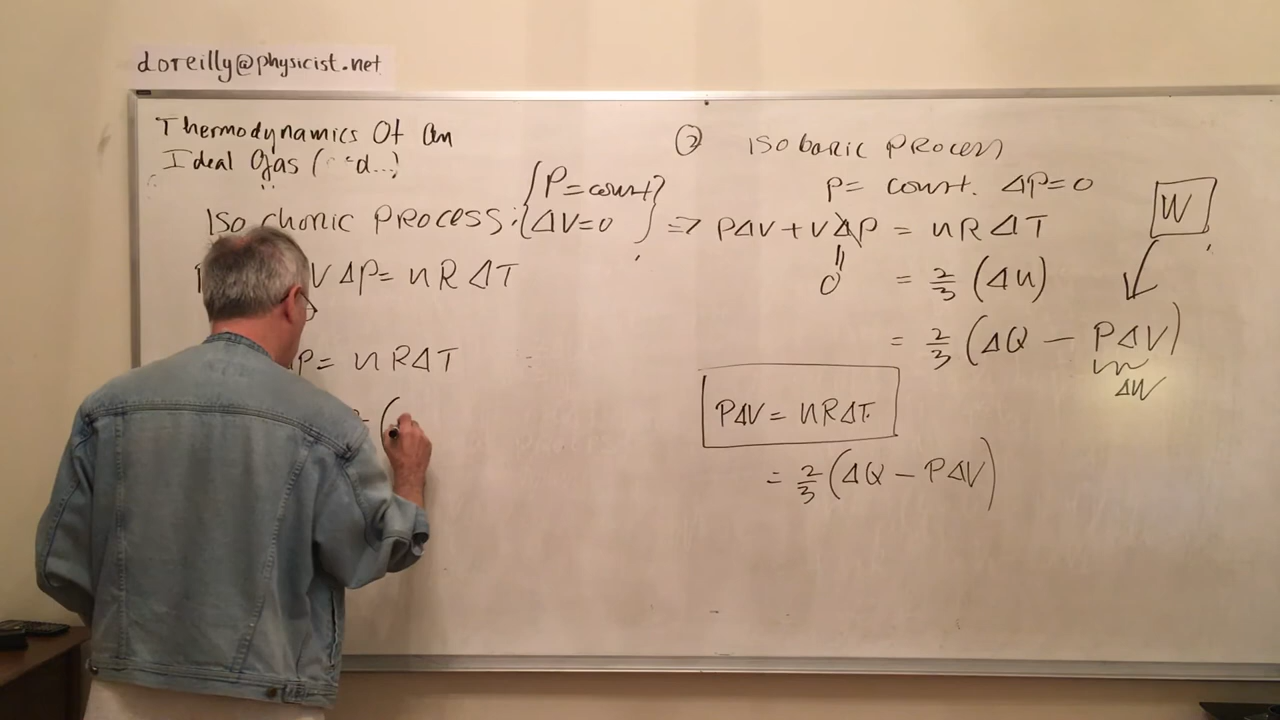 doreilly@physicist.net
Thermodynamics Of An
Ideal Gas ( d...)
Isochoric Process: {P=const
ΔV=0}
VΔP = nRΔT
ΔP = nRΔT
(
② Isobaric Process
P = const. ΔP=0
=> PΔV + VΔP = nRΔT
0
W
= 2/3 (ΔU)
= 2/3 (ΔQ - PΔV)
ΔW
PΔV = nRΔT
= 2/3 (ΔQ - PΔV)